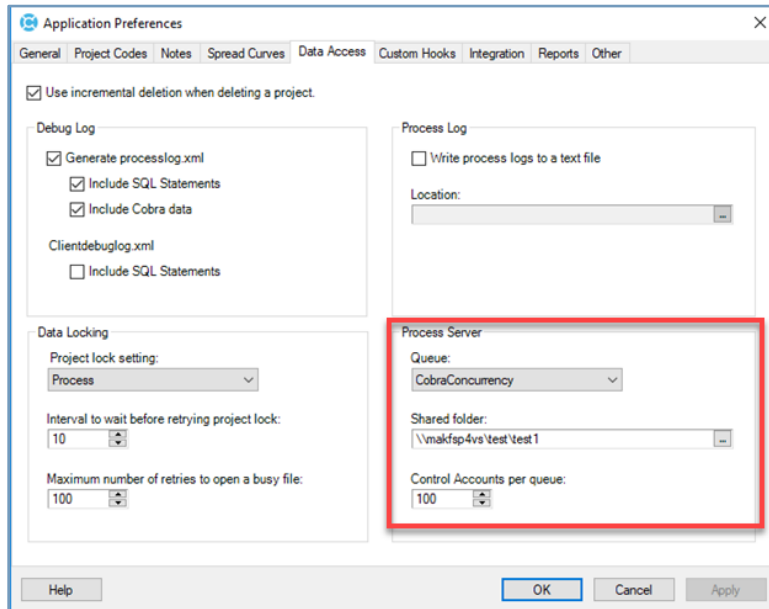 Application Preferences
General Project Codes Notes Spread Curves Data Access Custom Hooks Integration Reports Other
Use incremental deletion when deleting a project.
Debug Log
Generate processlog.xml
Include SQL Statements
Include Cobra data
Clientdebuglog.xml
Include SQL Statements
Process Log
Write process logs to a text file
Location:
...
Data Locking
Project lock setting:
Process
Interval to wait before retrying project lock:
10
Maximum number of retries to open a busy file:
100
Process Server
Queue:
CobraConcurrency
Shared folder:
\\makfsp4vs\test\test1
...
Control Accounts per queue:
100
Help OK Cancel Apply